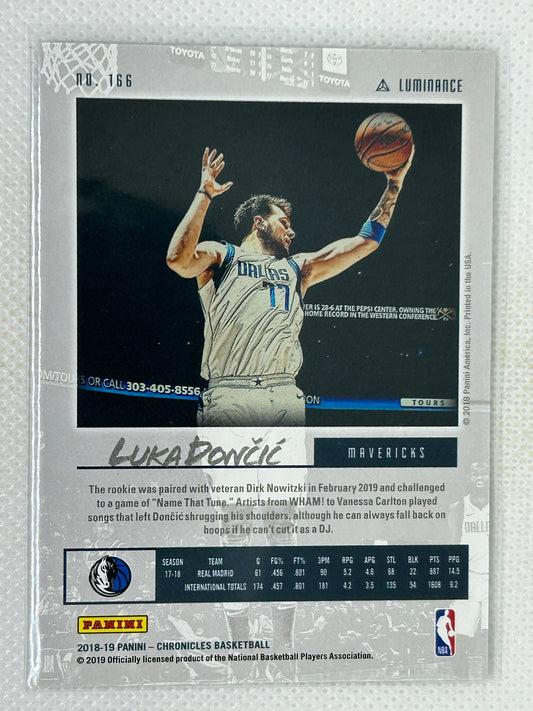 TOYOTA
TOYOTA
NO. 166
LUMINANCE
DALLAS
77
ER IS 28-6 AT THE PEPSI CENTER, OWNING THE
HOME RECORD IN THE WESTERN CONFERENCE
M/TOURS OR CALL 303-405-8556
ON
TOURS
© 2019 Panini America, Inc. Printed in the USA.
LUKA DONČIĆ
MAVERICKS
The rookie was paired with veteran Dirk Nowitzki in February 2019 and challenged
to a game of "Name That Tune." Artists from WHAM! to Vanessa Carlton played
songs that left Dončić shrugging his shoulders, although he can always fall back on
hoops if he can't cut it as a DJ.
SEASON TEAM G FG% FT% 3PM RPG APG STL BLK PTS PPG
17-18 REAL MADRID 61 .456 .801 90 5.2 4.6 68 22 887 14.5
INTERNATIONAL TOTALS 174 .457 .801 181 4.2 3.5 135 54 1608 9.2
PANINI
NBA
2018-19 PANINI – CHRONICLES BASKETBALL
© 2019 Officially licensed product of the National Basketball Players Association.